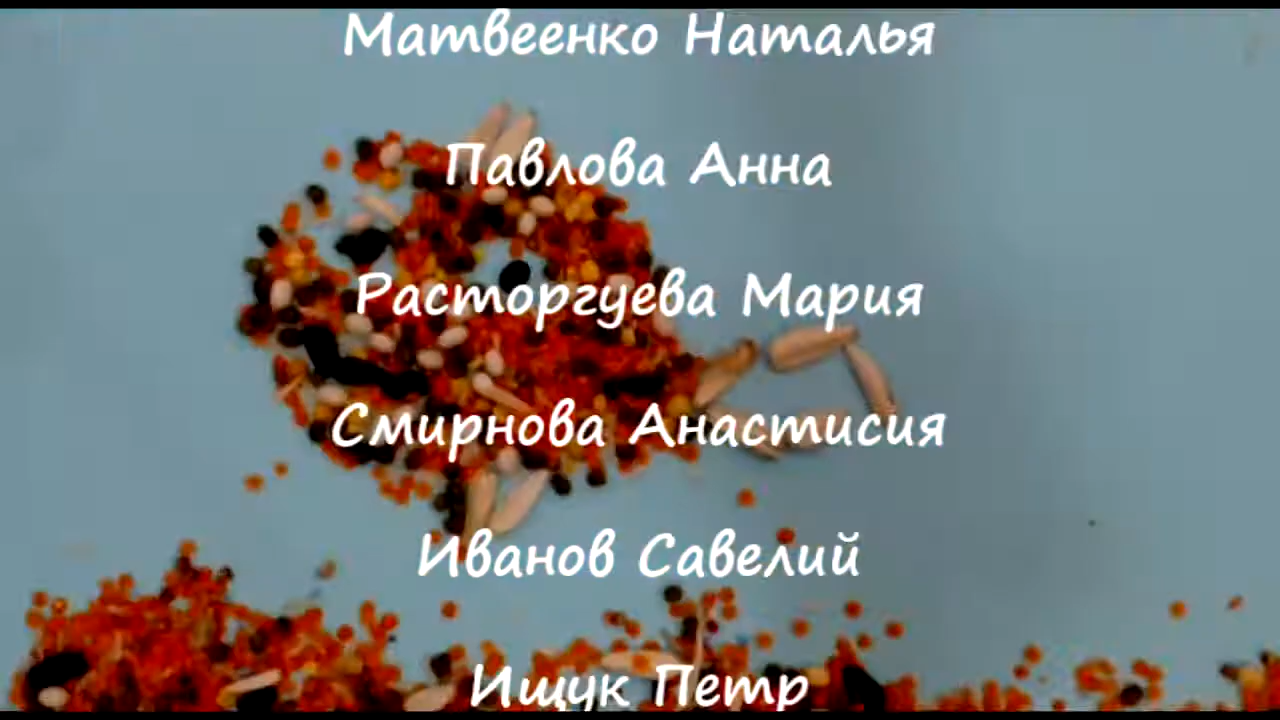 Матвеенко Наталья
Павлова Анна
Расторгуева Мария
Смирнова Анастисия
Иванов Савелий
Ищук Петр